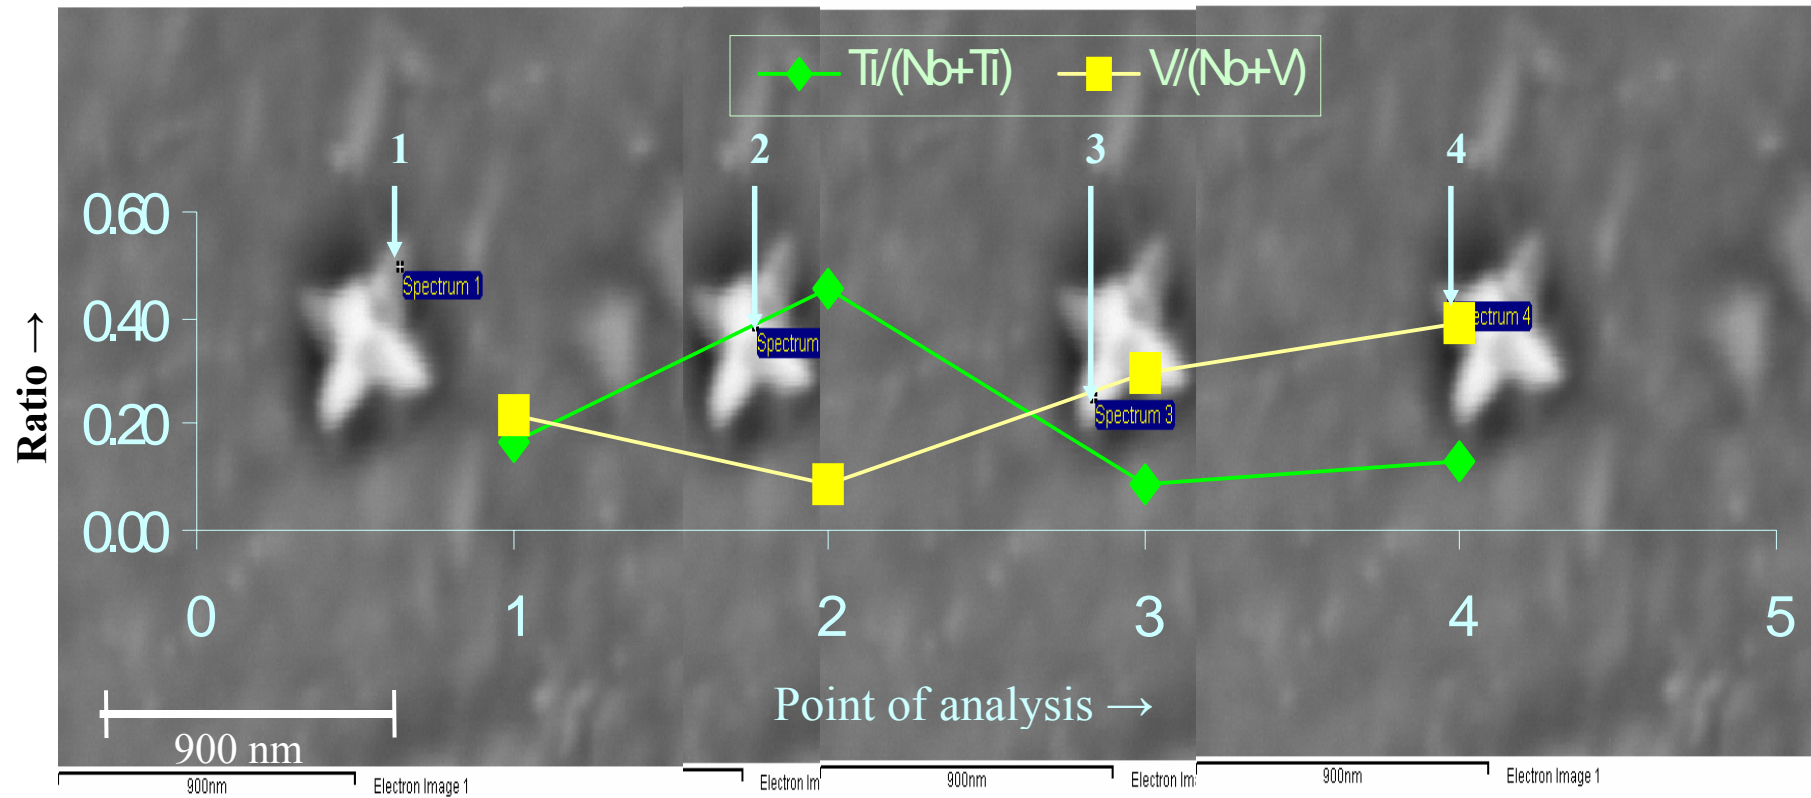 Ti/(Nb+Ti) V/(Nb+V)
1 2 3 4
0.60
Spectrum 1
0.40
Spectrum
Spectrum 3
ectrum 4
Ratio →
0.20
0.00
0 1 2 3 4 5
Point of analysis →
900 nm
900nm Electron Image 1 Electron Im 900nm Electron Im 900nm Electron Image 1